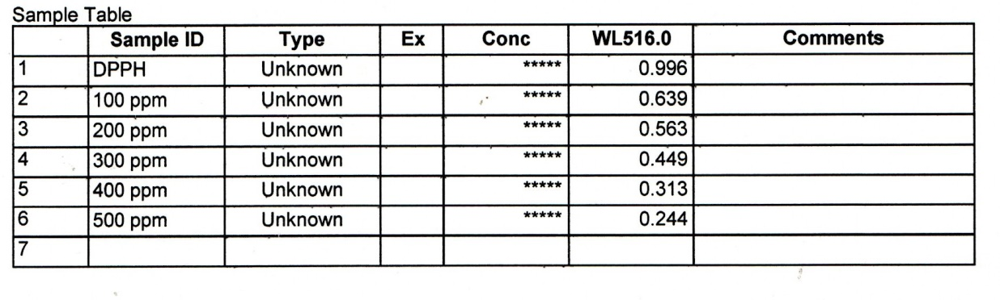 Sample Table
Sample ID Type Ex Conc WL516.0 Comments
1 DPPH Unknown ***** 0.996
2 100 ppm Unknown ***** 0.639
3 200 ppm Unknown ***** 0.563
4 300 ppm Unknown ***** 0.449
5 400 ppm Unknown ***** 0.313
6 500 ppm Unknown ***** 0.244
7